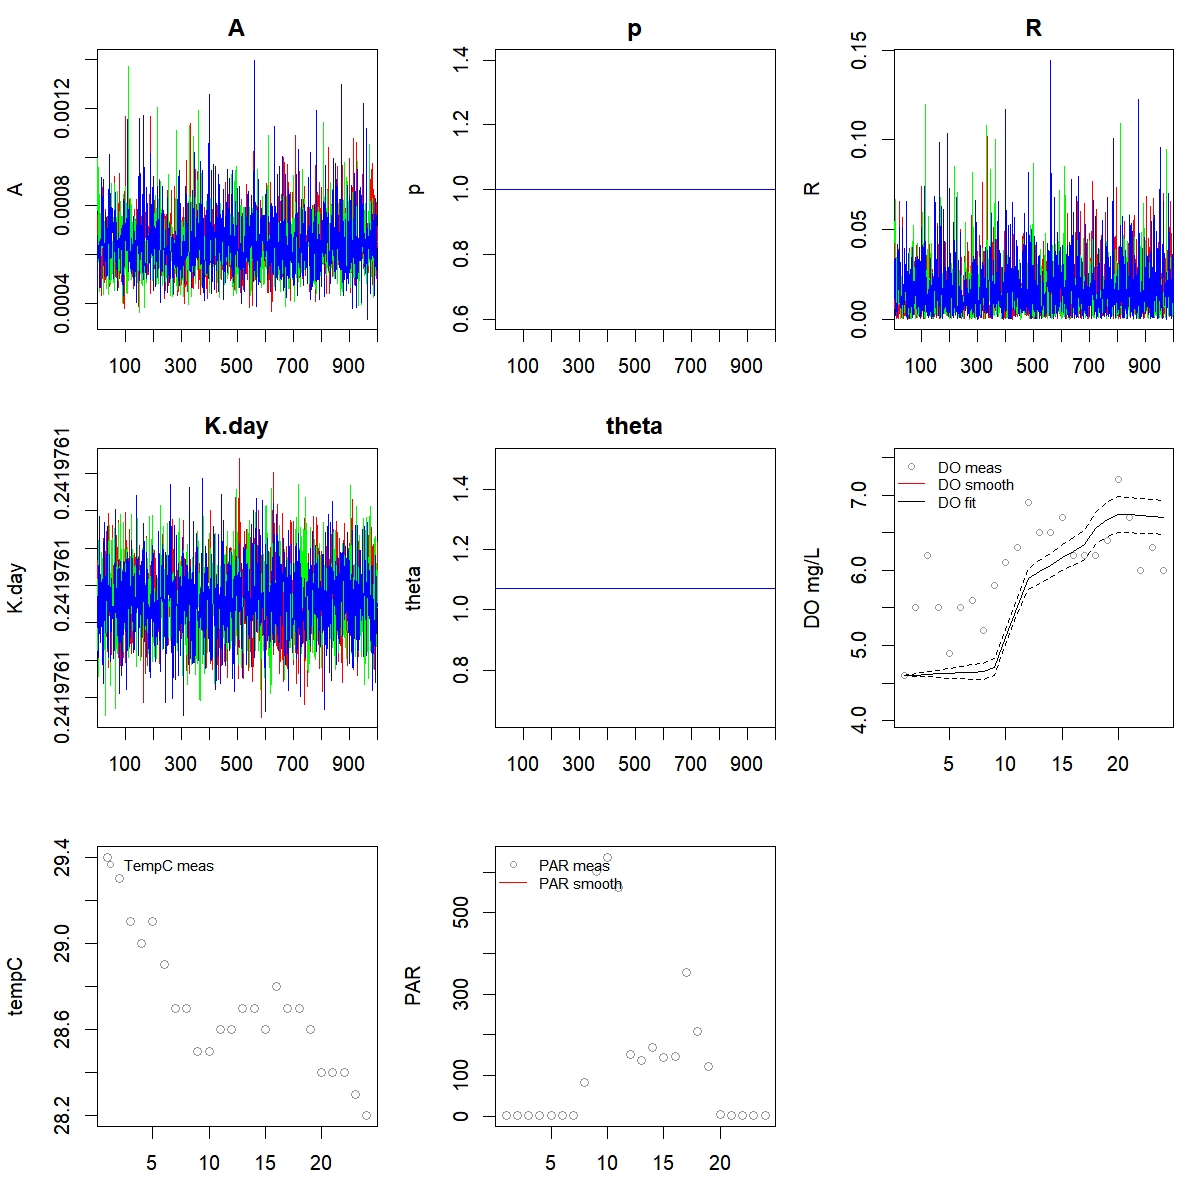 A
A
0.0004 0.0008 0.0012
100 300 500 700 900
p
p
0.6 0.8 1.0 1.2 1.4
100 300 500 700 900
R
R
0.00 0.05 0.10 0.15
100 300 500 700 900
K.day
K.day
0.2419761 0.2419761 0.2419761 0.2419761
100 300 500 700 900
theta
theta
0.8 1.0 1.2 1.4
100 300 500 700 900
DO mg/L
4.0 5.0 6.0 7.0
DO meas
DO smooth
DO fit
5 10 15 20
tempC
28.2 28.6 29.0 29.4
TempC meas
5 10 15 20
PAR
0 100 300 500
PAR meas
PAR smooth
5 10 15 20